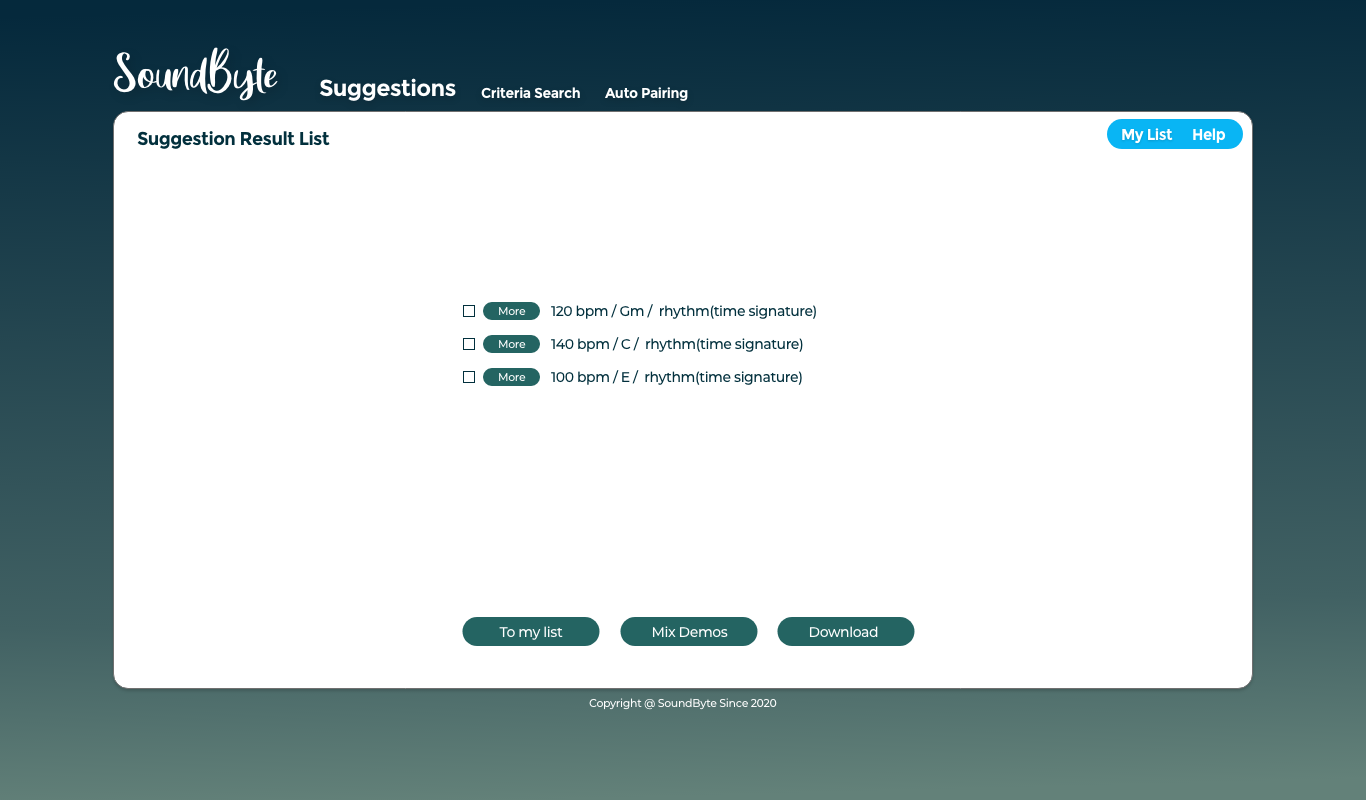 SoundByte
Suggestions Criteria Search Auto Pairing
Suggestion Result List
My List Help
More 120 bpm / Gm / rhythm(time signature)
More 140 bpm / C / rhythm(time signature)
More 100 bpm / E / rhythm(time signature)
To my list Mix Demos Download
Copyright @ SoundByte Since 2020